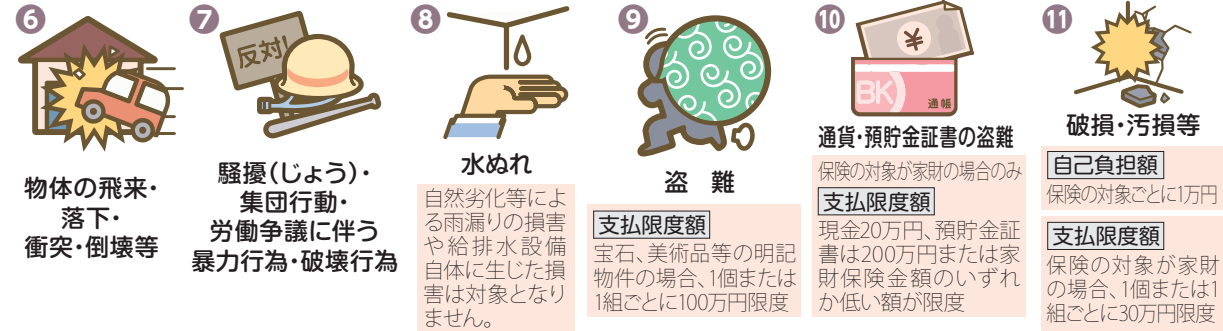 6
物体の飛来・
落下・
衝突・倒壊等
7
反対!
騒擾(じょう)・
集団行動・
労働争議に伴う
暴力行為・破壊行為
8
水ぬれ
自然劣化等によ
る雨漏りの損害
や給排水設備
自体に生じた損
害は対象となり
ません。
9
盗 難
支払限度額
宝石、美術品等の明記
物件の場合、1個または
1組ごとに100万円限度
10
¥
BK
通帳
通貨・預貯金証書の盗難
保険の対象が家財の場合のみ
支払限度額
現金20万円、預貯金証
書は200万円または家
財保険金額のいずれ
か低い額が限度
11
破損・汚損等
自己負担額
保険の対象ごとに1万円
支払限度額
保険の対象が家財
の場合、1個または1
組ごとに30万円限度